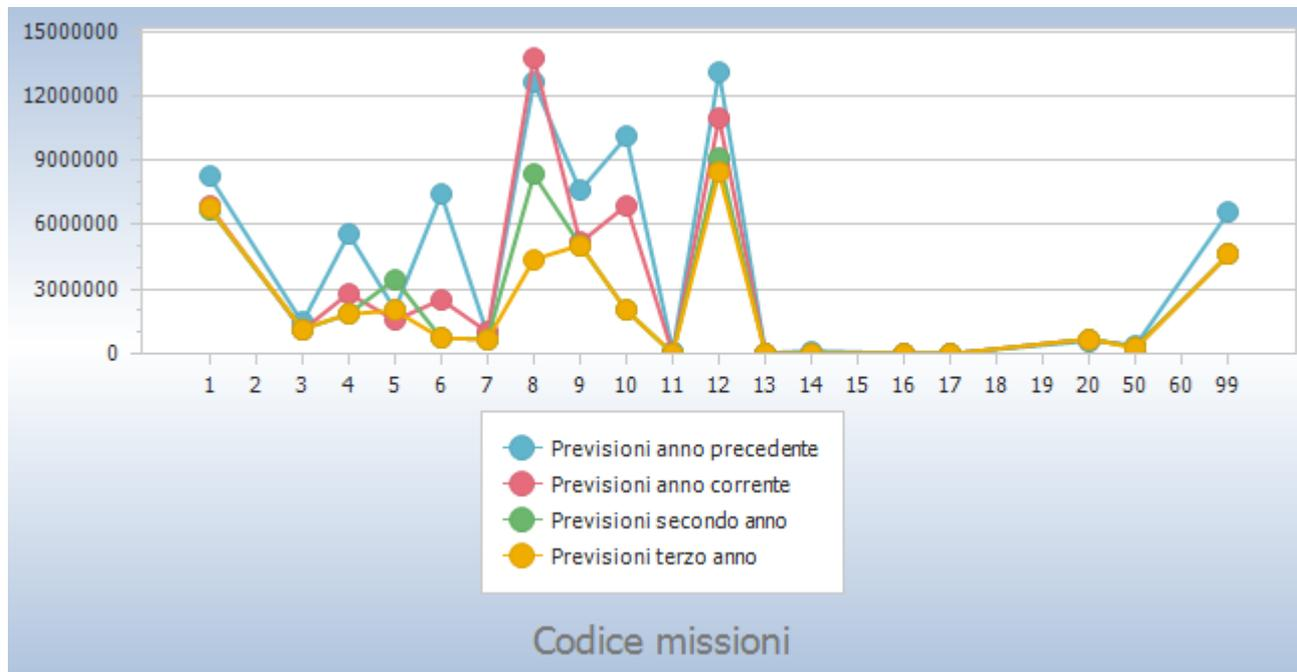 15000000
12000000
9000000
6000000
3000000
0
1 2 3 4 5 6 7 8 9 10 11 12 13 14 15 16 17 18 19 20 50 60 99
Previsioni anno precedente
Previsioni anno corrente
Previsioni secondo anno
Previsioni terzo anno
Codice missioni